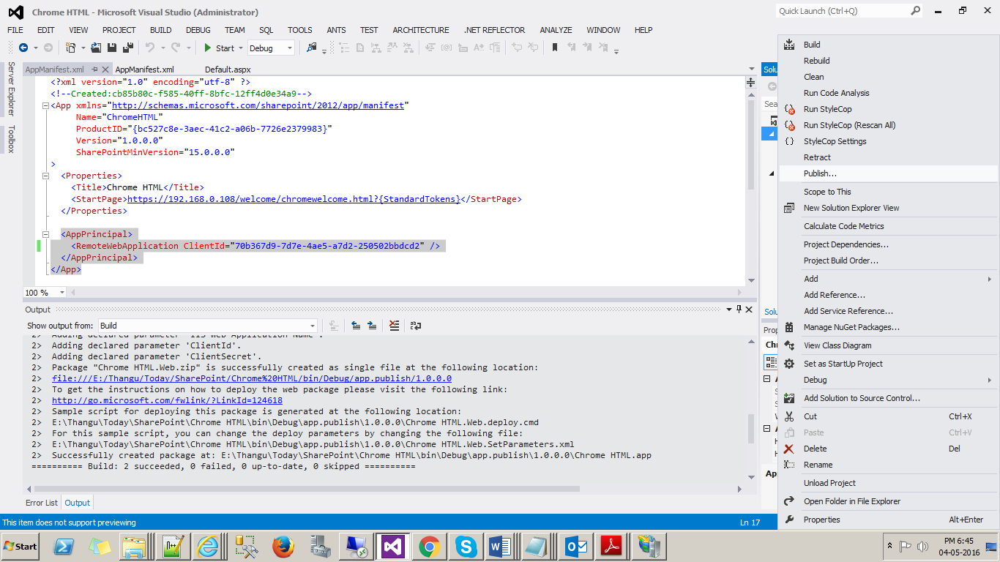 Chrome HTML - Microsoft Visual Studio (Administrator)
Quick Launch (Ctrl+Q)
FILE EDIT VIEW PROJECT BUILD DEBUG TEAM SQL TOOLS ANTS TEST ARCHITECTURE .NET REFLECTOR ANALYZE WINDOW HELP
Start Debug
Server Explorer
Toolbox
AppManifest.xml AppManifest.xml Default.aspx
<?xml version="1.0" encoding="utf-8" ?>
<!--Created:cb85b80c-f585-40ff-8bfc-12ff4d0e34a9-->
<App xmlns="http://schemas.microsoft.com/sharepoint/2012/app/manifest"
Name="ChromeHTML"
ProductID="{bc527c8e-3aec-41c2-a06b-7726e2379983}"
Version="1.0.0.0"
SharePointMinVersion="15.0.0.0"
>
<Properties>
<Title>Chrome HTML</Title>
<StartPage>https://192.168.0.108/welcome/chromewelcome.html?{StandardTokens}</StartPage>
</Properties>
<AppPrincipal>
<RemoteWebApplication ClientId="70b367d9-7d7e-4ae5-a7d2-250502bbdcd2" />
</AppPrincipal>
</App>
100 %
Output
Show output from: Build
2> Adding declared parameter 'IIS Web Application Name'.
2> Adding declared parameter 'ClientId'.
2> Adding declared parameter 'ClientSecret'.
2> Package "Chrome HTML.Web.zip" is successfully created as single file at the following location:
2> file:///E:/Thangu/Today/SharePoint/Chrome%20HTML/bin/Debug/app.publish/1.0.0.0
2> To get the instructions on how to deploy the web package please visit the following link:
2> http://go.microsoft.com/fwlink/?LinkId=124618
2> Sample script for deploying this package is generated at the following location:
2> E:\Thangu\Today\SharePoint\Chrome HTML\bin\Debug\app.publish\1.0.0.0\Chrome HTML.Web.deploy.cmd
2> For this sample script, you can change the deploy parameters by changing the following file:
2> E:\Thangu\Today\SharePoint\Chrome HTML\bin\Debug\app.publish\1.0.0.0\Chrome HTML.Web.SetParameters.xml
2> Successfully created package at: E:\Thangu\Today\SharePoint\Chrome HTML\bin\Debug\app.publish\1.0.0.0\Chrome HTML.app
========== Build: 2 succeeded, 0 failed, 0 up-to-date, 0 skipped ==========
Error List Output
This item does not support previewing
Ln 17
Solu
Sea
Solu
Prop
Chr
Ap
Build
Rebuild
Clean
Run Code Analysis
Run StyleCop
Run StyleCop (Rescan All)
StyleCop Settings
Retract
Publish...
Scope to This
New Solution Explorer View
Calculate Code Metrics
Project Dependencies...
Project Build Order...
Add
Add Reference...
Add Service Reference...
Manage NuGet Packages...
View Class Diagram
Set as StartUp Project
Debug
Add Solution to Source Control...
Cut Ctrl+X
Paste Ctrl+V
Delete Del
Rename
Unload Project
Open Folder in File Explorer
Properties Alt+Enter
Start
PM 6:45
04-05-2016